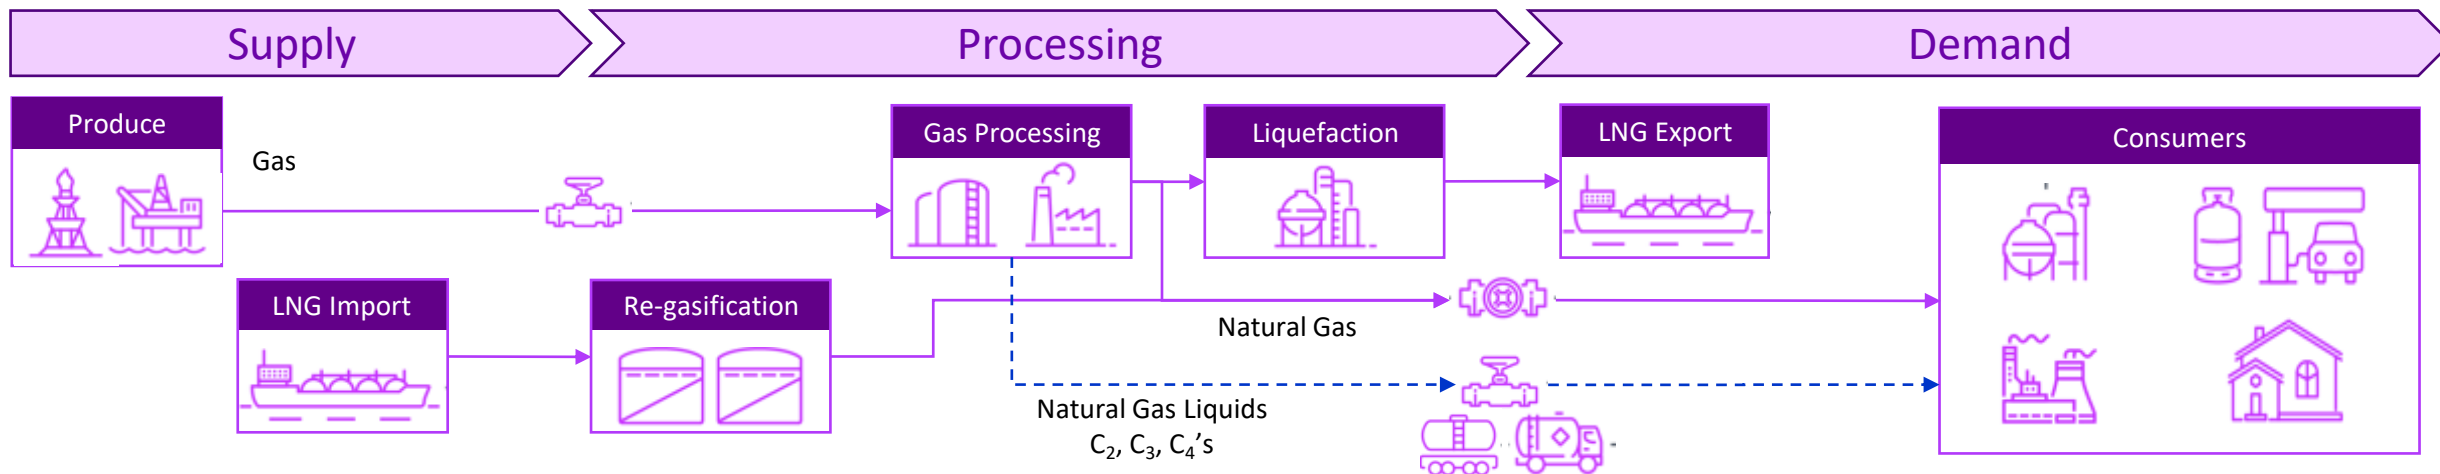 Supply
Processing
Demand
Produce
Gas
Gas Processing
Liquefaction
LNG Export
Consumers
LNG Import
Re-gasification
Natural Gas
Natural Gas Liquids
C₂, C₃, C₄'s